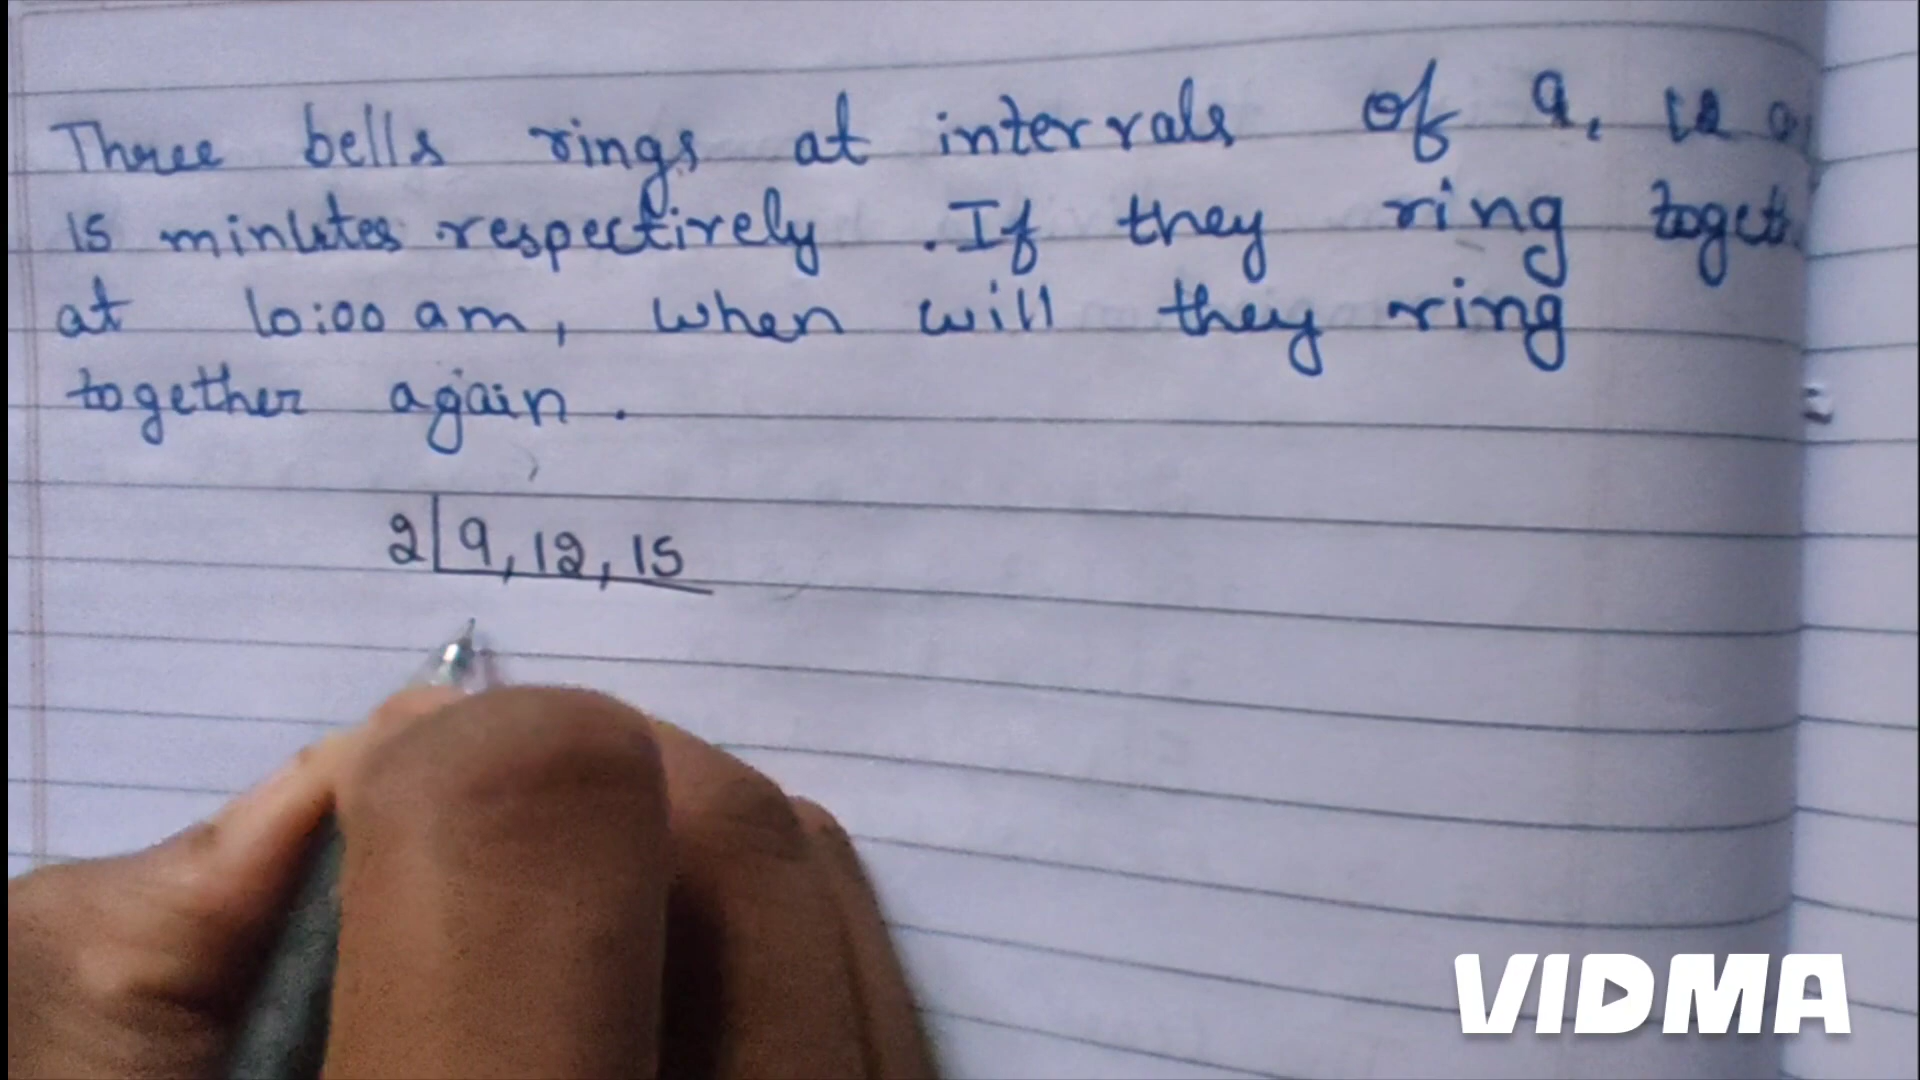 Three bells rings at intervals of 9, 12
15 minutes respectively. If they ring
at 10:00 am, when will they ring
together again.
2|9, 12, 15
VIDMA